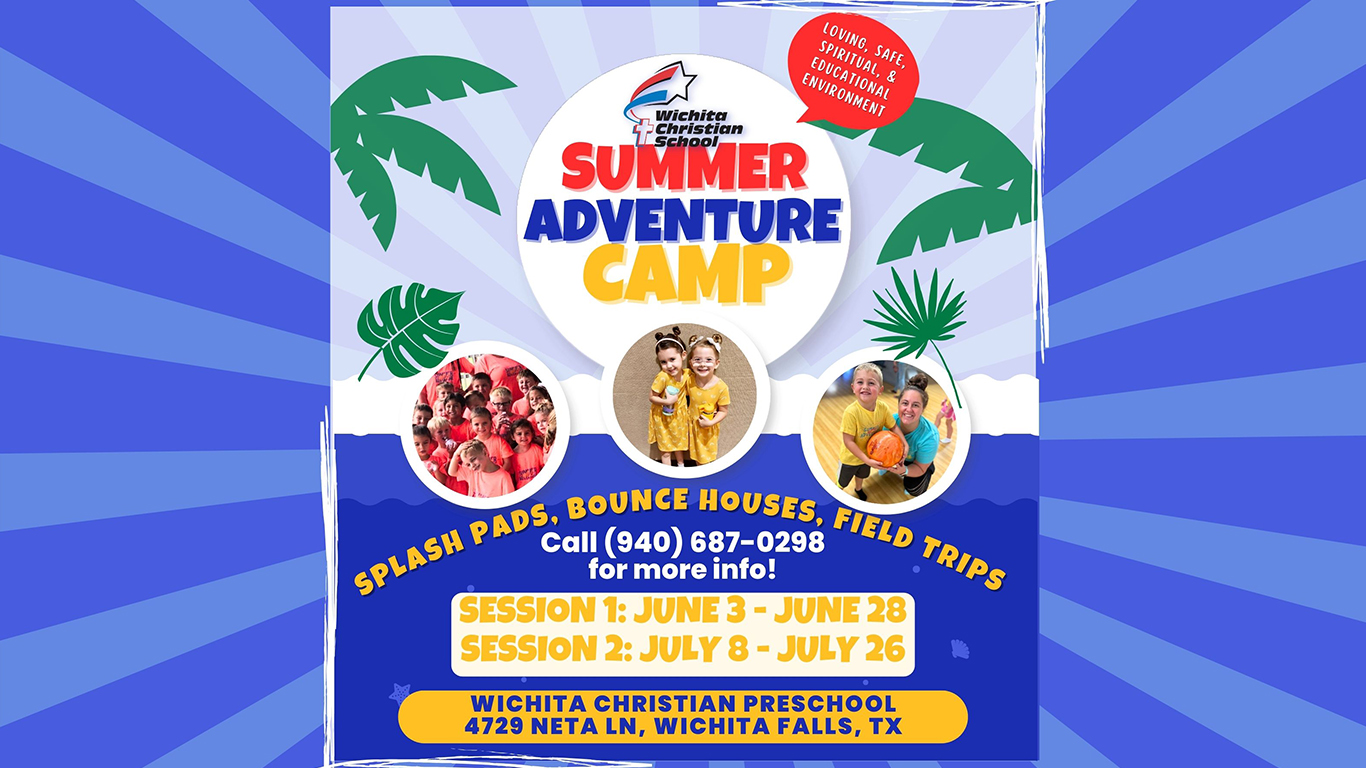 LOVING, SAFE,
SPIRITUAL, &
EDUCATIONAL
ENVIRONMENT
Wichita
Christian
School
SUMMER
ADVENTURE
CAMP
SPLASH PADS, BOUNCE HOUSES, FIELD TRIPS
Call (940) 687-0298
for more info!
SESSION 1: JUNE 3 - JUNE 28
SESSION 2: JULY 8 - JULY 26
WICHITA CHRISTIAN PRESCHOOL
4729 NETA LN, WICHITA FALLS, TX